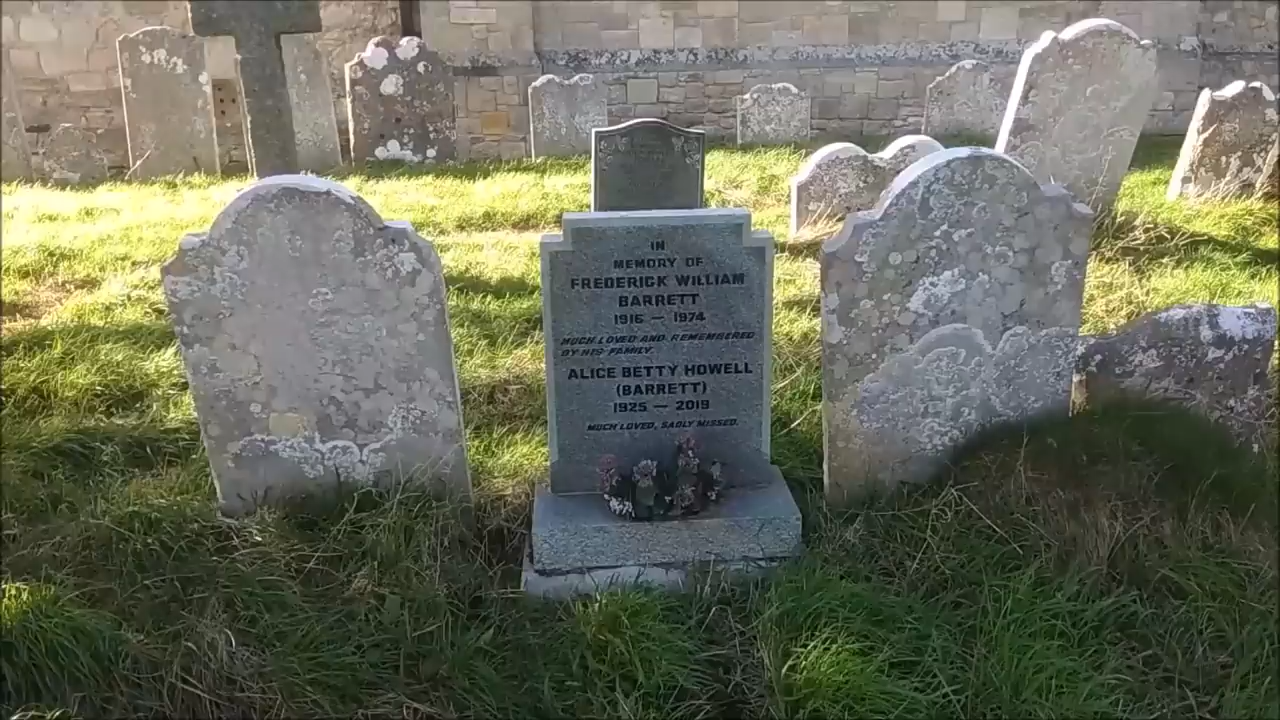 IN
MEMORY OF
FREDERICK WILLIAM
BARRETT
1916 — 1974
MUCH LOVED AND REMEMBERED
BY HIS FAMILY.
ALICE BETTY HOWELL
(BARRETT)
1925 — 2019
MUCH LOVED, SADLY MISSED.